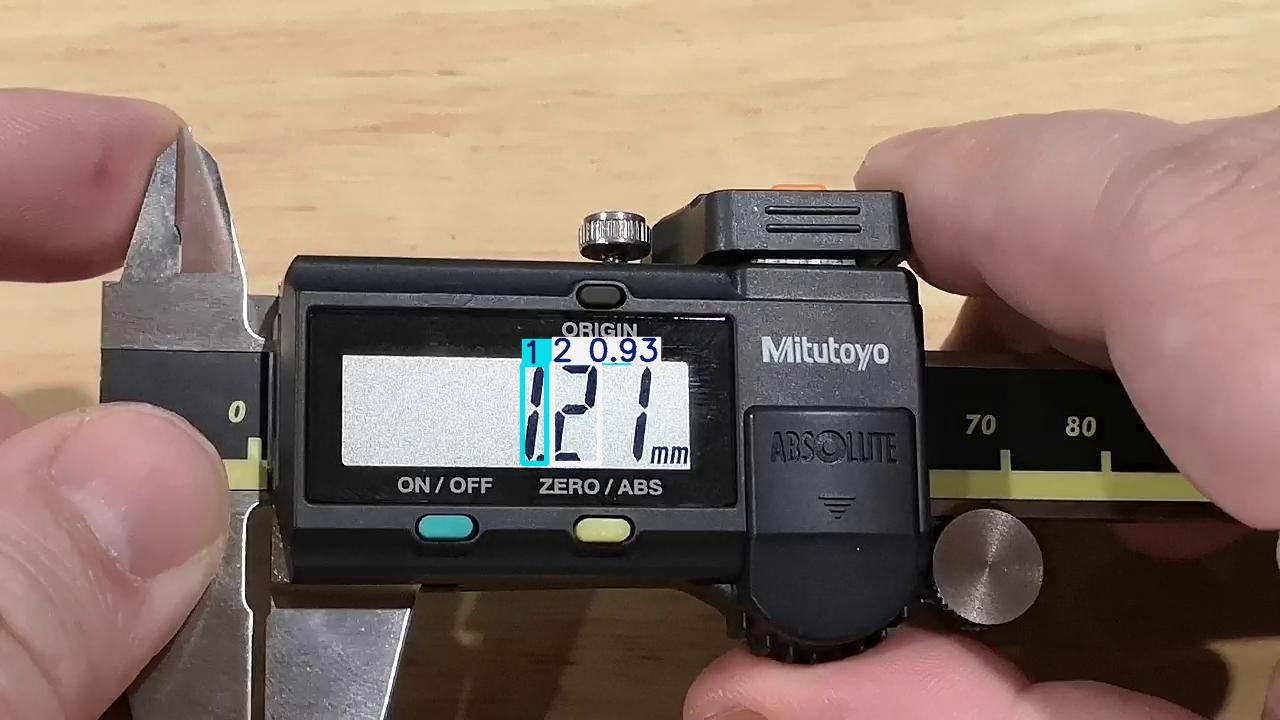 ORIGIN
1 2 0.93
1.21 mm
Mitutoyo
0
70
80
ABSOLUTE
ON / OFF
ZERO / ABS